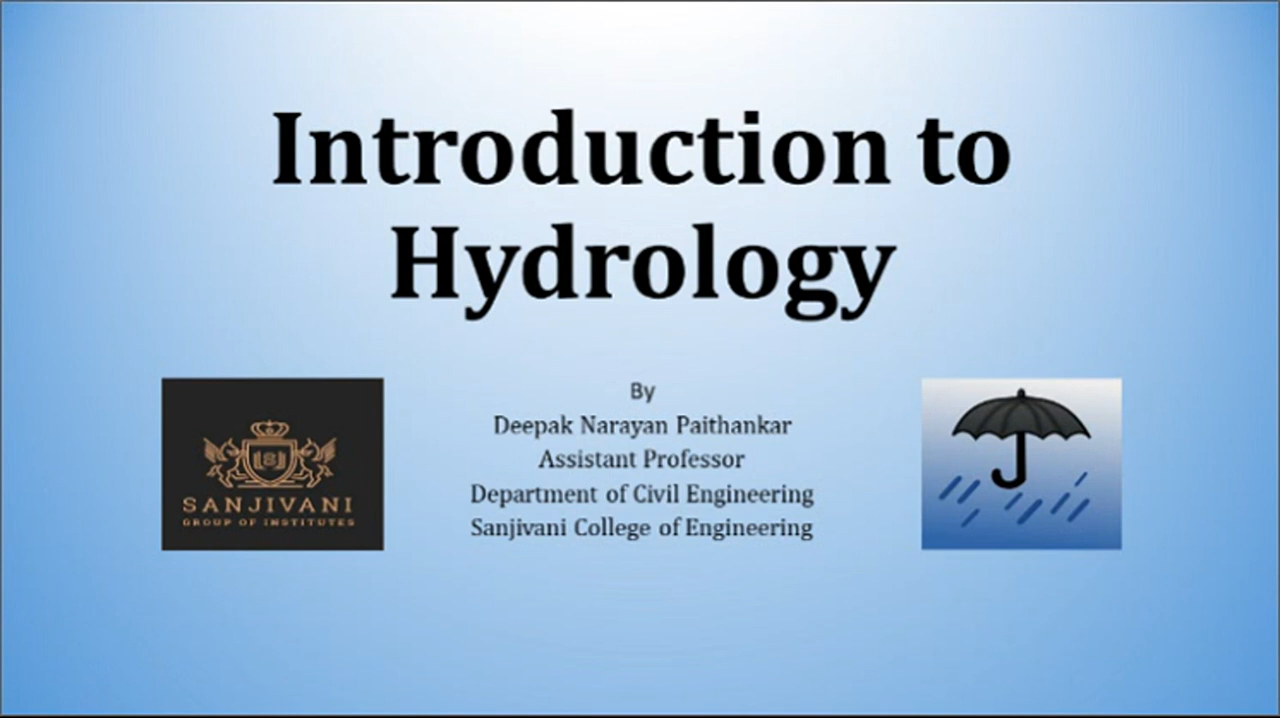 Introduction to
Hydrology
By
Deepak Narayan Paithankar
Assistant Professor
Department of Civil Engineering
Sanjivani College of Engineering
SANJIVANI
GROUP OF INSTITUTES